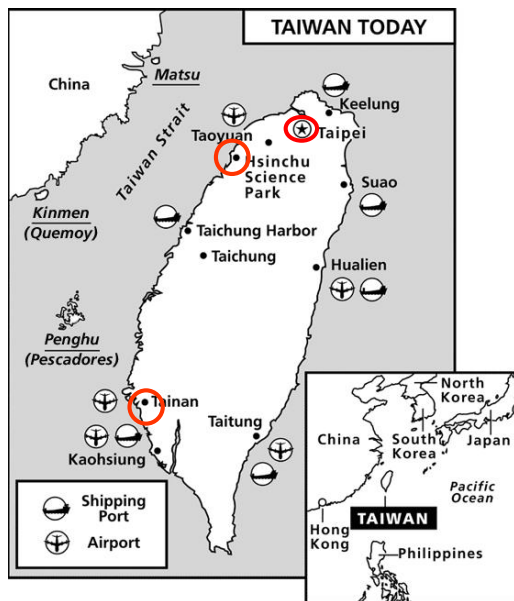 TAIWAN TODAY
China
Matsu
Taiwan Strait
Keelung
Taoyuan
Taipei
Hsinchu
Science
Park
Suao
Kinmen
(Quemoy)
Taichung Harbor
Taichung
Hualien
Penghu
(Pescadores)
Tainan
Taitung
Kaohsiung
Shipping
Port
Airport
North
Korea
China
South
Korea
Japan
Pacific
Ocean
TAIWAN
Hong
Kong
Philippines